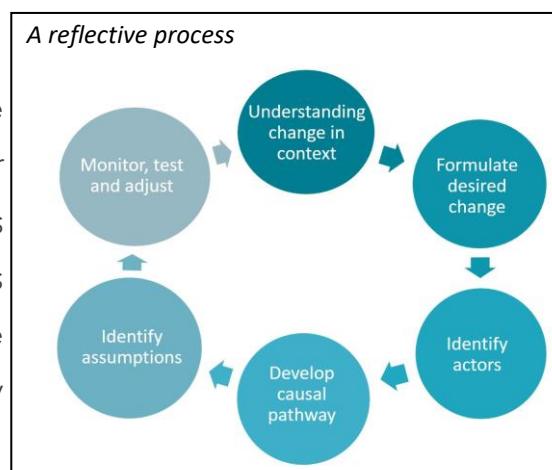 A reflective process
Understanding
change in
context
Formulate
desired
change
Identify
actors
Develop
causal
pathway
Identify
assumptions
Monitor, test
and adjust